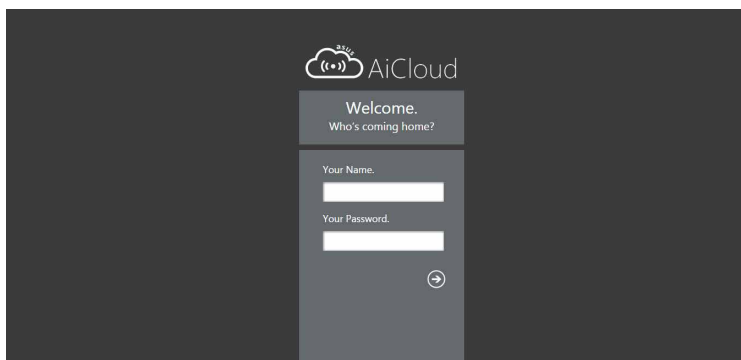 asus
AiCloud
Welcome.
Who's coming home?
Your Name.
Your Password.